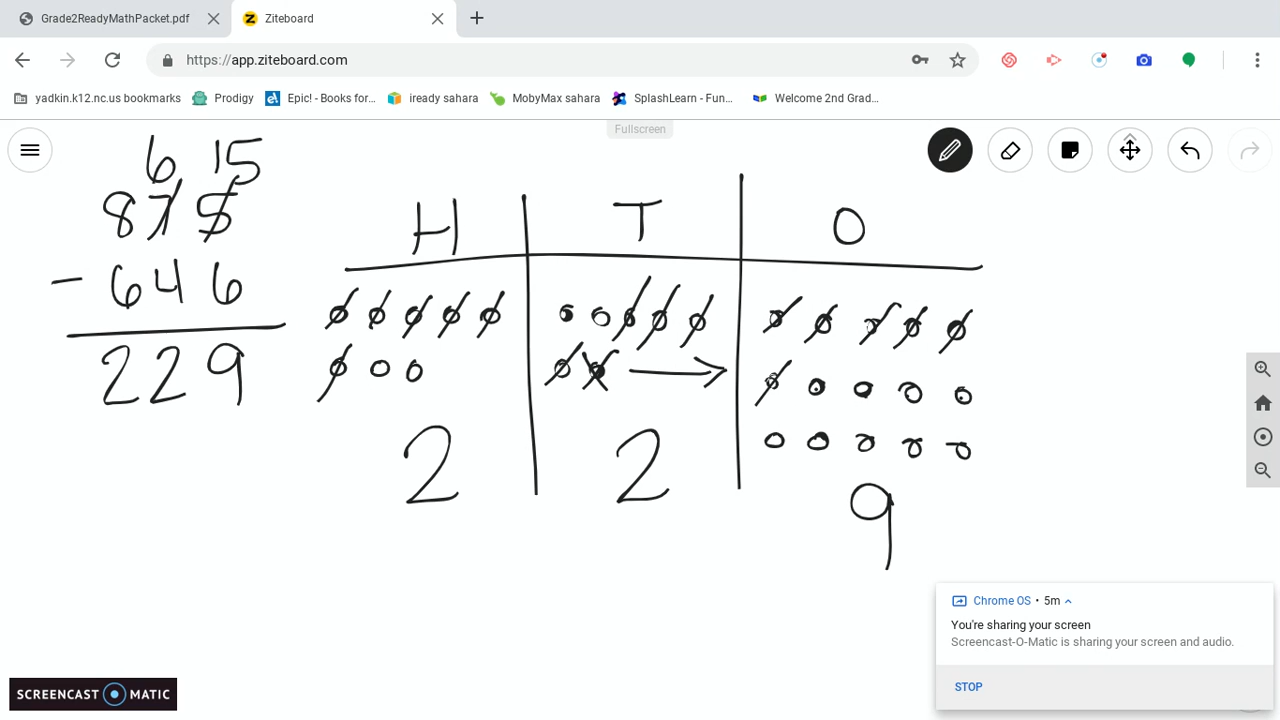 Grade2ReadyMathPacket.pdf
Ziteboard
https://app.ziteboard.com
yadkin.k12.nc.us bookmarks
Prodigy
Epic! - Books for...
iready sahara
MobyMax sahara
SplashLearn - Fun...
Welcome 2nd Grad...
Fullscreen
6 15
875
- 646
229
H T O
2 2 9
Chrome OS • 5m
You're sharing your screen
Screencast-O-Matic is sharing your screen and audio.
STOP
SCREENCAST MATIC